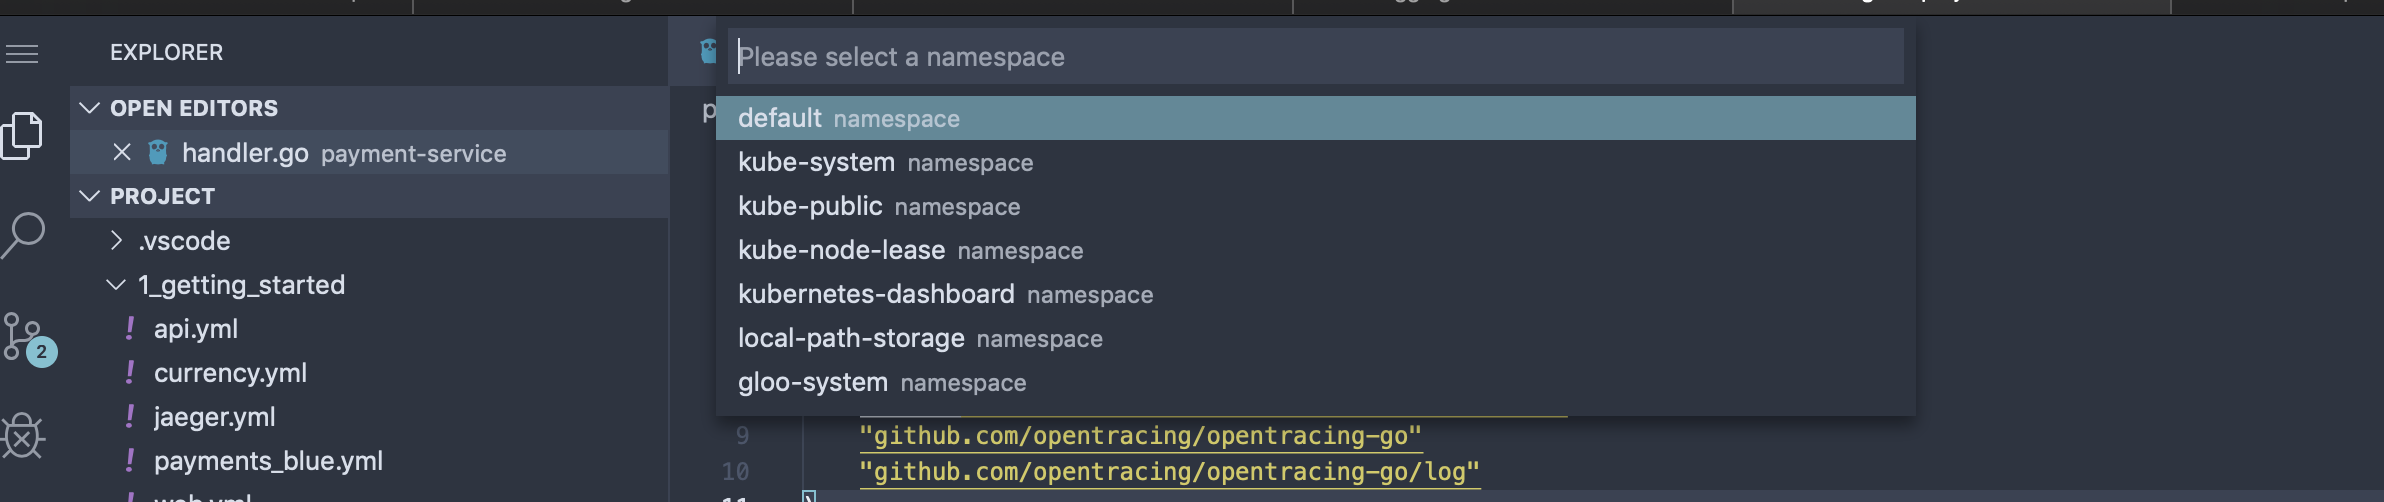 EXPLORER
OPEN EDITORS
handler.go payment-service
PROJECT
.vscode
1_getting_started
! api.yml
! currency.yml
! jaeger.yml
! payments_blue.yml
2
Please select a namespace
default namespace
kube-system namespace
kube-public namespace
kube-node-lease namespace
kubernetes-dashboard namespace
local-path-storage namespace
gloo-system namespace
9 "github.com/opentracing/opentracing-go"
10 "github.com/opentracing/opentracing-go/log"